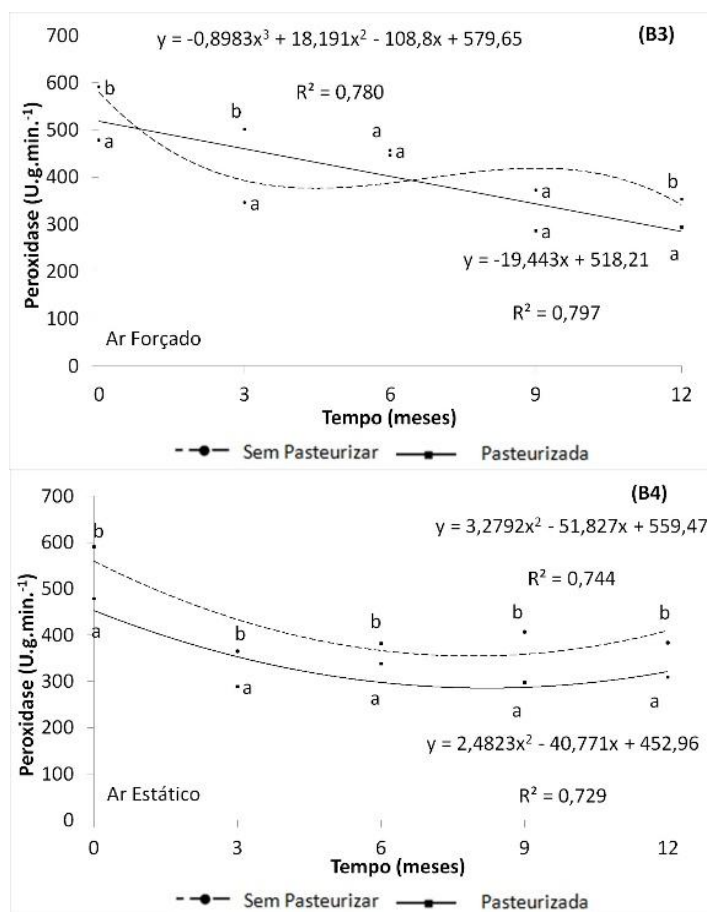 (B3)
y = -0,8983x³ + 18,191x² - 108,8x + 579,65
R² = 0,780
Peroxidase (U.g.min.⁻¹)
700
600
500
400
300
200
100
0
b
a
b
a
a
a
a
a
b
a
y = -19,443x + 518,21
R² = 0,797
Ar Forçado
0 3 6 9 12
Tempo (meses)
Sem Pasteurizar Pasteurizada
(B4)
y = 3,2792x² - 51,827x + 559,47
R² = 0,744
Peroxidase (U.g.min.⁻¹)
700
600
500
400
300
200
100
0
b
a
b
a
b
a
b
a
b
a
y = 2,4823x² - 40,771x + 452,96
R² = 0,729
Ar Estático
0 3 6 9 12
Tempo (meses)
Sem Pasteurizar Pasteurizada